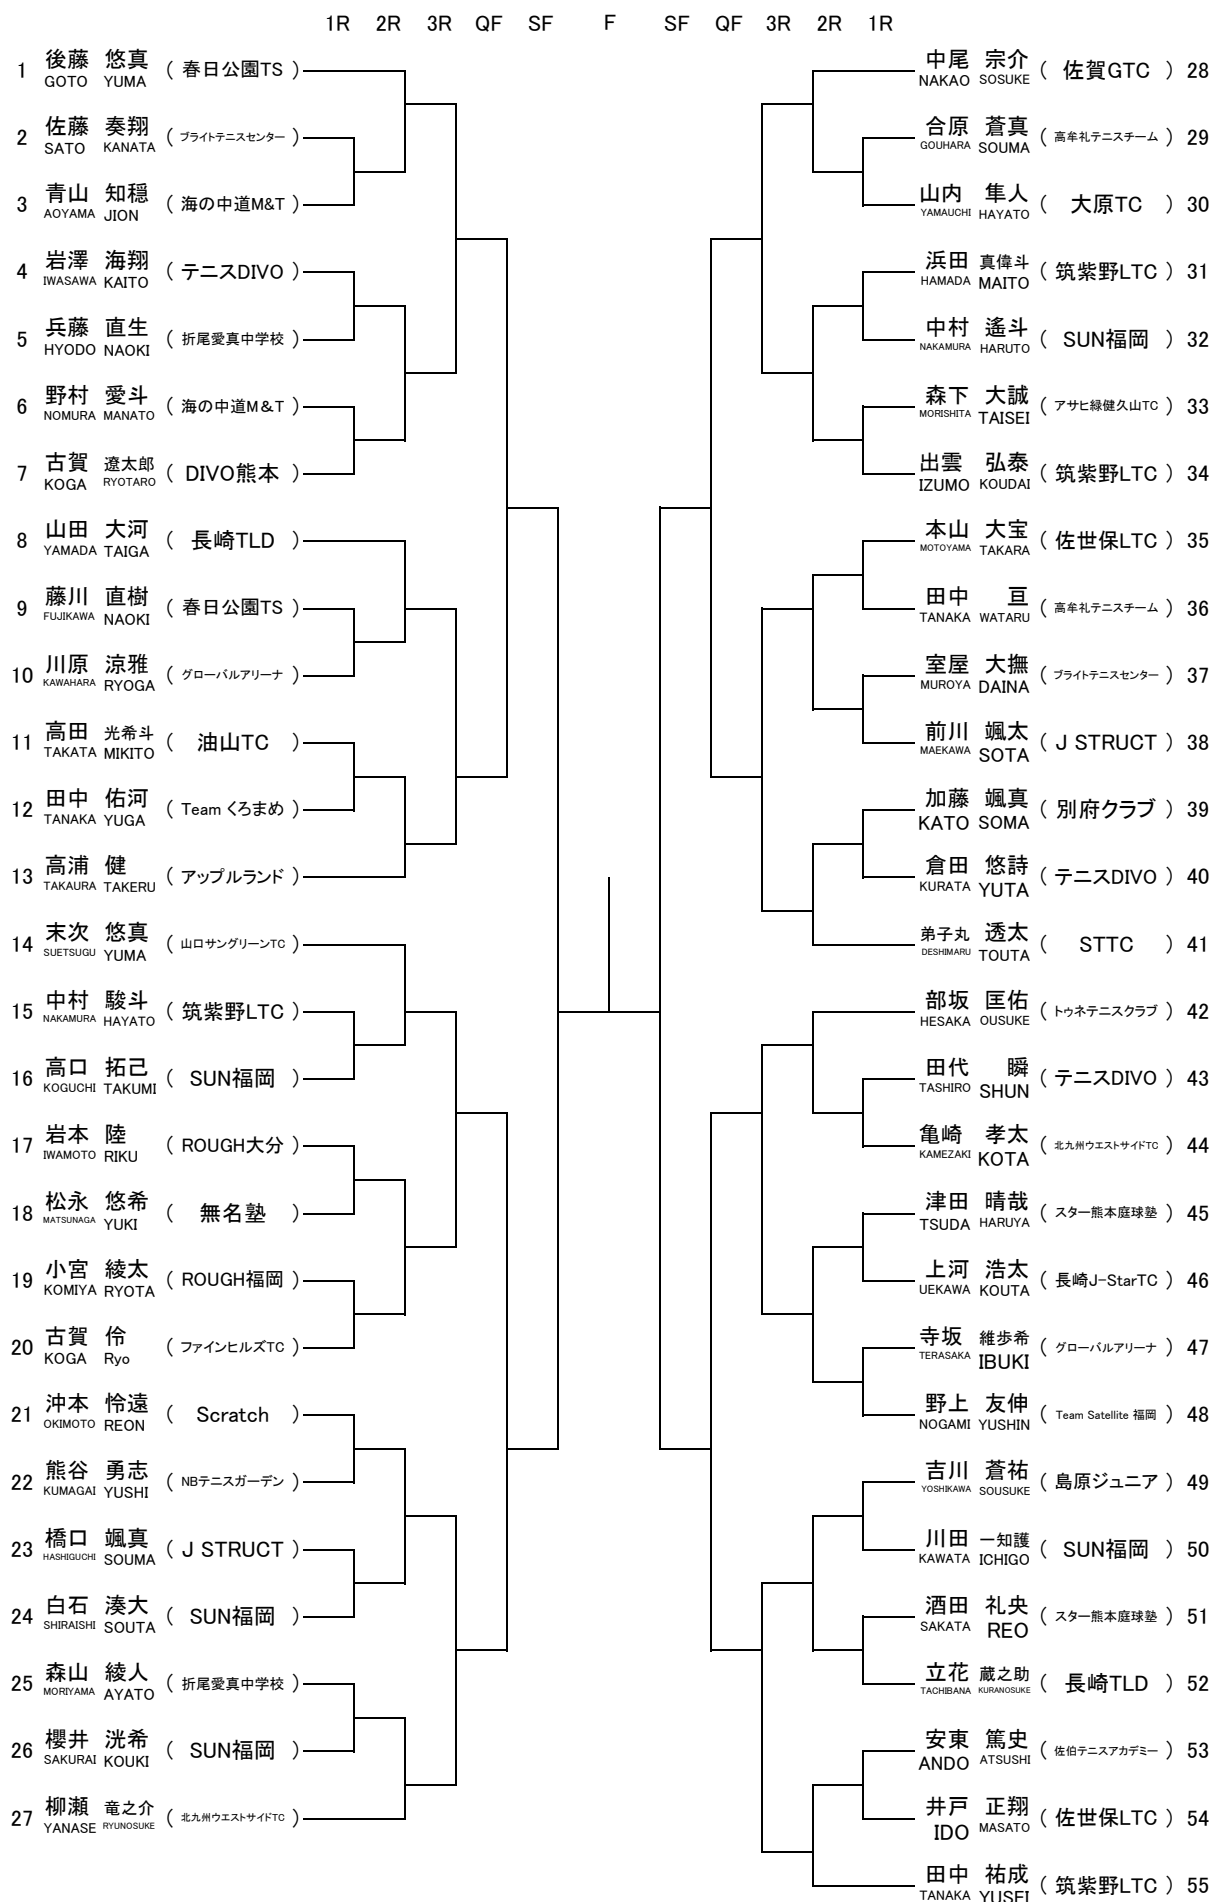 1R 2R 3R QF SF F SF QF 3R 2R 1R
1 後藤 悠真 ( 春日公園TS )
GOTO YUMA
2 佐藤 奏翔 ( ブライトテニスセンター )
SATO KANATA
3 青山 知穏 ( 海の中道M&T )
AOYAMA JION
4 岩澤 海翔 ( テニスDIVO )
IWASAWA KAITO
5 兵藤 直生 ( 折尾愛真中学校 )
HYODO NAOKI
6 野村 愛斗 ( 海の中道M&T )
NOMURA MANATO
7 古賀 遼太郎 ( DIVO熊本 )
KOGA RYOTARO
8 山田 大河 ( 長崎TLD )
YAMADA TAIGA
9 藤川 直樹 ( 春日公園TS )
FUJIKAWA NAOKI
10 川原 涼雅 ( グローバルアリーナ )
KAWAHARA RYOGA
11 高田 光希斗 ( 油山TC )
TAKATA MIKITO
12 田中 佑河 ( Team くろまめ )
TANAKA YUGA
13 高浦 健 ( アップルランド )
TAKAURA TAKERU
14 末次 悠真 ( 山口サングリーンTC )
SUETSUGU YUMA
15 中村 駿斗 ( 筑紫野LTC )
NAKAMURA HAYATO
16 高口 拓己 ( SUN福岡 )
KOGUCHI TAKUMI
17 岩本 陸 ( ROUGH大分 )
IWAMOTO RIKU
18 松永 悠希 ( 無名塾 )
MATSUNAGA YUKI
19 小宮 綾太 ( ROUGH福岡 )
KOMIYA RYOTA
20 古賀 伶 ( ファインヒルズTC )
KOGA Ryo
21 沖本 怜遠 ( Scratch )
OKIMOTO REON
22 熊谷 勇志 ( NBテニスガーデン )
KUMAGAI YUSHI
23 橋口 颯真 ( J STRUCT )
HASHIGUCHI SOUMA
24 白石 湊大 ( SUN福岡 )
SHIRAISHI SOUTA
25 森山 綾人 ( 折尾愛真中学校 )
MORIYAMA AYATO
26 櫻井 洸希 ( SUN福岡 )
SAKURAI KOUKI
27 柳瀬 竜之介 ( 北九州ウエストサイドTC )
YANASE RYUNOSUKE
中尾 宗介 ( 佐賀GTC ) 28
NAKAO SOSUKE
合原 蒼真 ( 高牟礼テニスチーム ) 29
GOUHARA SOUMA
山内 隼人 ( 大原TC ) 30
YAMAUCHI HAYATO
浜田 真偉斗 ( 筑紫野LTC ) 31
HAMADA MAITO
中村 遙斗 ( SUN福岡 ) 32
NAKAMURA HARUTO
森下 大誠 ( アサヒ緑健久山TC ) 33
MORISHITA TAISEI
出雲 弘泰 ( 筑紫野LTC ) 34
IZUMO KOUDAI
本山 大宝 ( 佐世保LTC ) 35
MOTOYAMA TAKARA
田中 亘 ( 高牟礼テニスチーム ) 36
TANAKA WATARU
室屋 大撫 ( ブライトテニスセンター ) 37
MUROYA DAINA
前川 颯太 ( J STRUCT ) 38
MAEKAWA SOTA
加藤 颯真 ( 別府クラブ ) 39
KATO SOMA
倉田 悠詩 ( テニスDIVO ) 40
KURATA YUTA
弟子丸 透太 ( STTC ) 41
DESHIMARU TOUTA
部坂 匡佑 ( トゥネテニスクラブ ) 42
HESAKA OUSUKE
田代 瞬 ( テニスDIVO ) 43
TASHIRO SHUN
亀崎 孝太 ( 北九州ウエストサイドTC ) 44
KAMEZAKI KOTA
津田 晴哉 ( スター熊本庭球塾 ) 45
TSUDA HARUYA
上河 浩太 ( 長崎J-StarTC ) 46
UEKAWA KOUTA
寺坂 維歩希 ( グローバルアリーナ ) 47
TERASAKA IBUKI
野上 友伸 ( Team Satellite 福岡 ) 48
NOGAMI YUSHIN
吉川 蒼祐 ( 島原ジュニア ) 49
YOSHIKAWA SOUSUKE
川田 一知護 ( SUN福岡 ) 50
KAWATA ICHIGO
酒田 礼央 ( スター熊本庭球塾 ) 51
SAKATA REO
立花 蔵之助 ( 長崎TLD ) 52
TACHIBANA KURANOSUKE
安東 篤史 ( 佐伯テニスアカデミー ) 53
ANDO ATSUSHI
井戸 正翔 ( 佐世保LTC ) 54
IDO MASATO
田中 祐成 ( 筑紫野LTC ) 55
TANAKA YUSEI